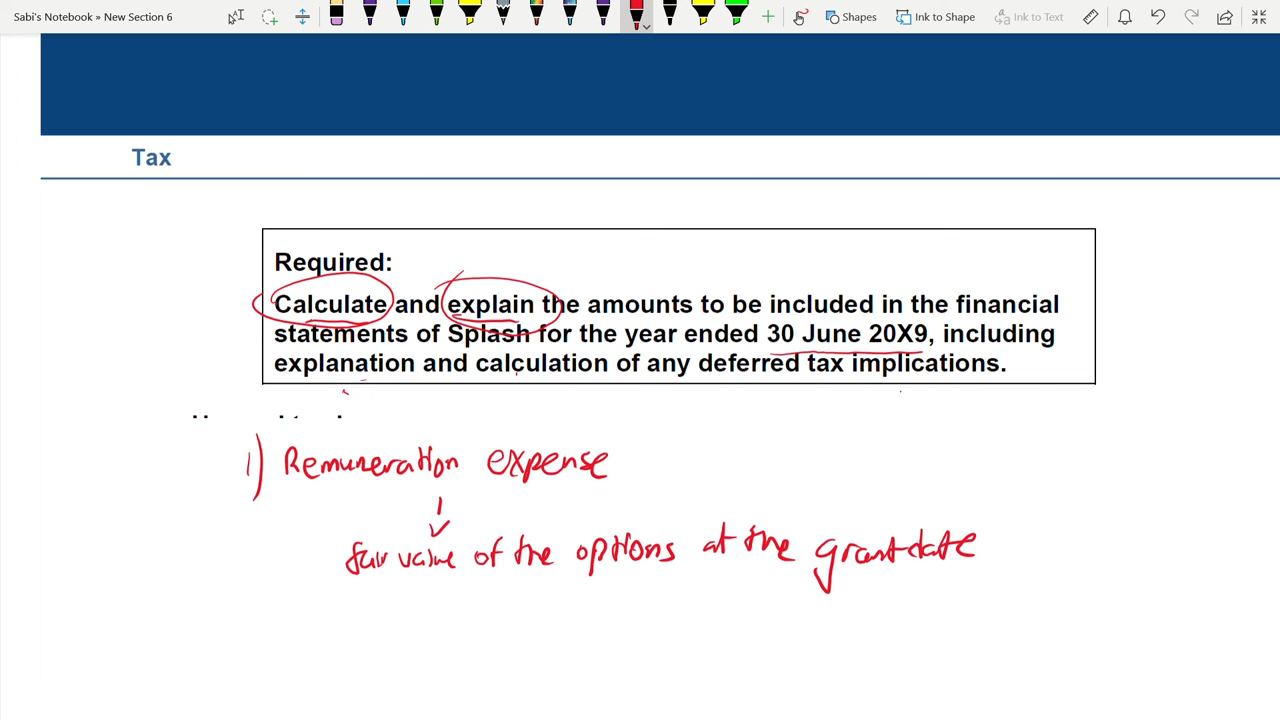 Sabi's Notebook » New Section 6
Shapes
Ink to Shape
Ink to Text
Tax
Required:
Calculate and explain the amounts to be included in the financial
statements of Splash for the year ended 30 June 20X9, including
explanation and calculation of any deferred tax implications.
1) Remuneration expense
fair value of the options at the grant date